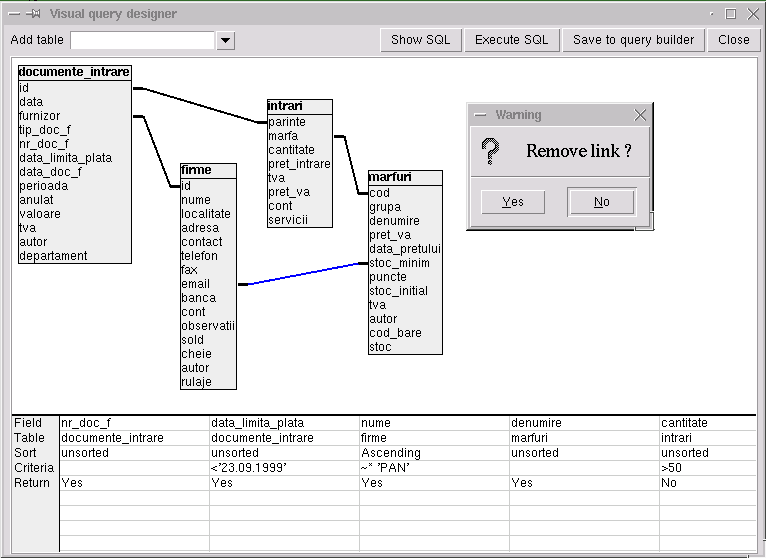 Visual query designer
Add table
Show SQL
Execute SQL
Save to query builder
Close
documente_intrare
id
data
furnizor
tip_doc_f
nr_doc_f
data_limita_plata
data_doc_f
perioada
anulat
valoare
tva
autor
departament
firme
id
nume
localitate
adresa
contact
telefon
fax
email
banca
cont
observatii
sold
cheie
autor
rulaje
intrari
parinte
marfa
cantitate
pret_intrare
tva
pret_va
cont
servicii
marfuri
cod
grupa
denumire
pret_va
data_pretului
stoc_minim
puncte
stoc_initial
tva
autor
cod_bare
stoc
Warning
Remove link ?
Yes
No
Field nr_doc_f data_limita_plata nume denumire cantitate
Table documente_intrare documente_intrare firme marfuri intrari
Sort unsorted unsorted Ascending unsorted unsorted
Criteria <'23.09.1999' ~* 'PAN' >50
Return Yes Yes Yes Yes No